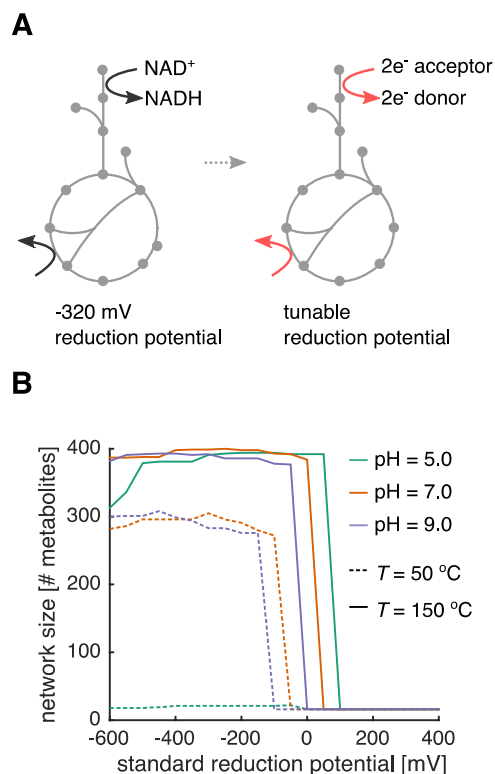 A
NAD⁺
NADH
2e⁻ acceptor
2e⁻ donor
-320 mV
reduction potential
tunable
reduction potential
B
network size [# metabolites]
400
300
200
100
0
-600
-400
-200
0
200
400
standard reduction potential [mV]
pH = 5.0
pH = 7.0
pH = 9.0
T = 50 °C
T = 150 °C